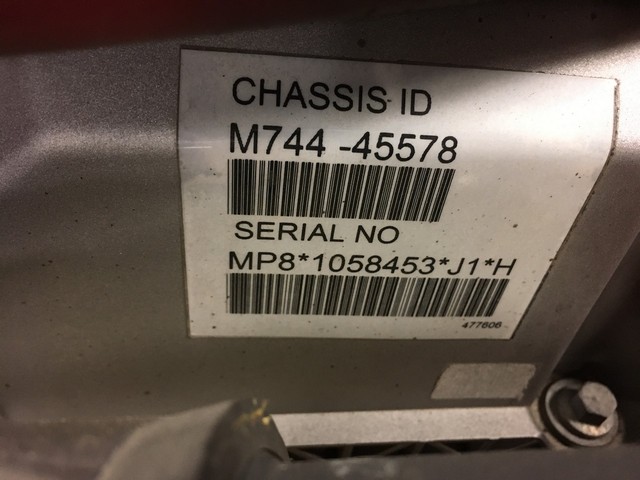 CHASSIS ID
M744 -45578
SERIAL NO
MP8*1058453*J1*H
477606